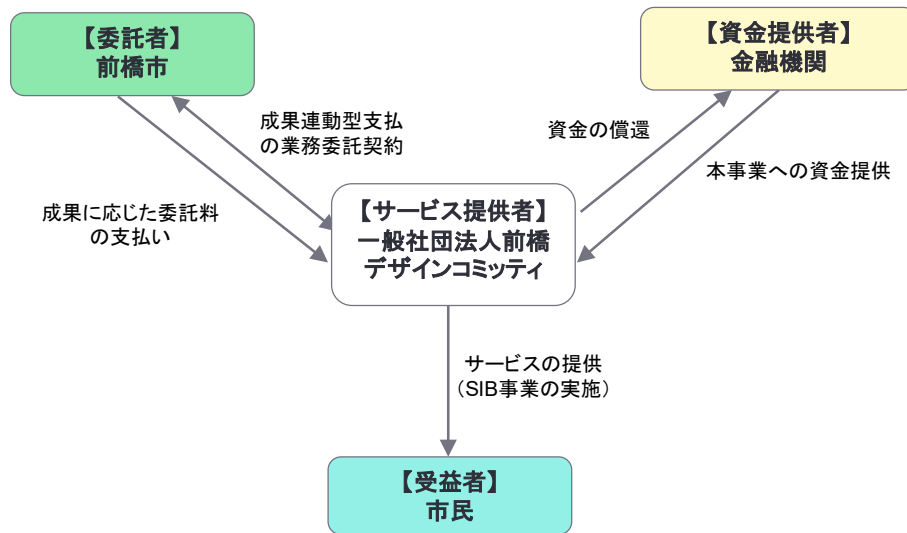 【委託者】
前橋市
【資金提供者】
金融機関
成果連動型支払
の業務委託契約
資金の償還
本事業への資金提供
成果に応じた委託料
の支払い
【サービス提供者】
一般社団法人前橋
デザインコミッティ
サービスの提供
（SIB事業の実施）
【受益者】
市民